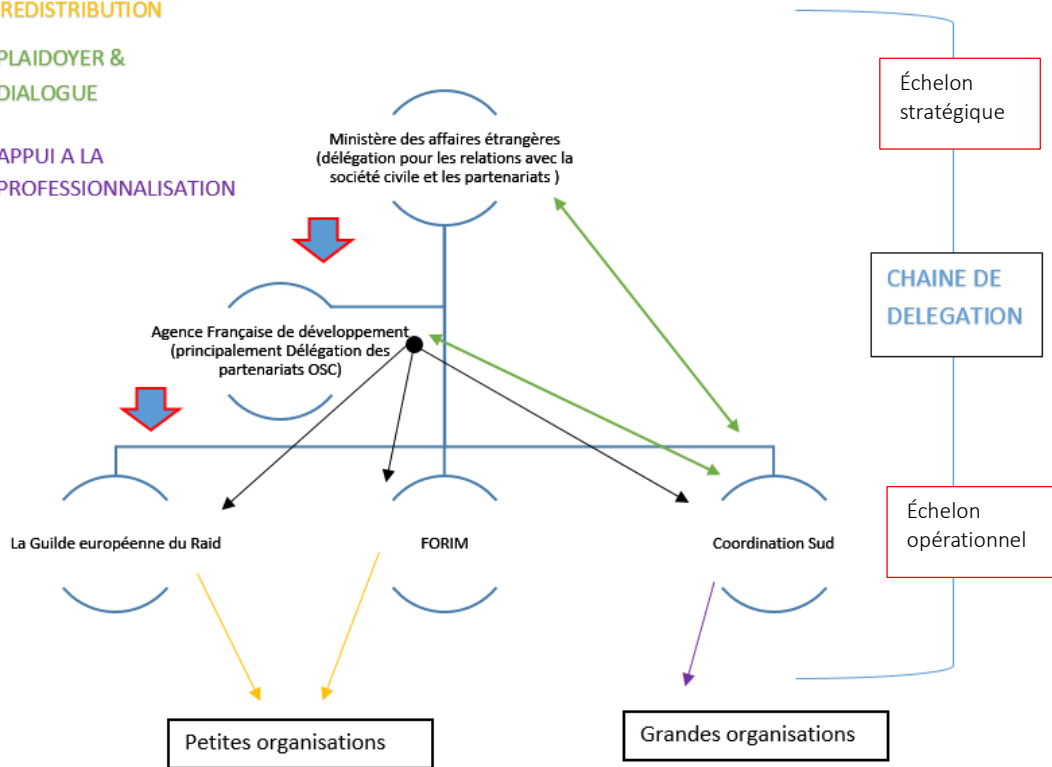 REDISTRIBUTION
PLAIDOYER &
DIALOGUE
APPUI A LA
PROFESSIONNALISATION
Échelon
stratégique
Ministère des affaires étrangères
(délégation pour les relations avec la
société civile et les partenariats )
CHAINE DE
DELEGATION
Agence Française de développement
(principalement Délégation des
partenariats OSC)
Échelon
opérationnel
La Guilde européenne du Raid
FORIM
Coordination Sud
Petites organisations
Grandes organisations